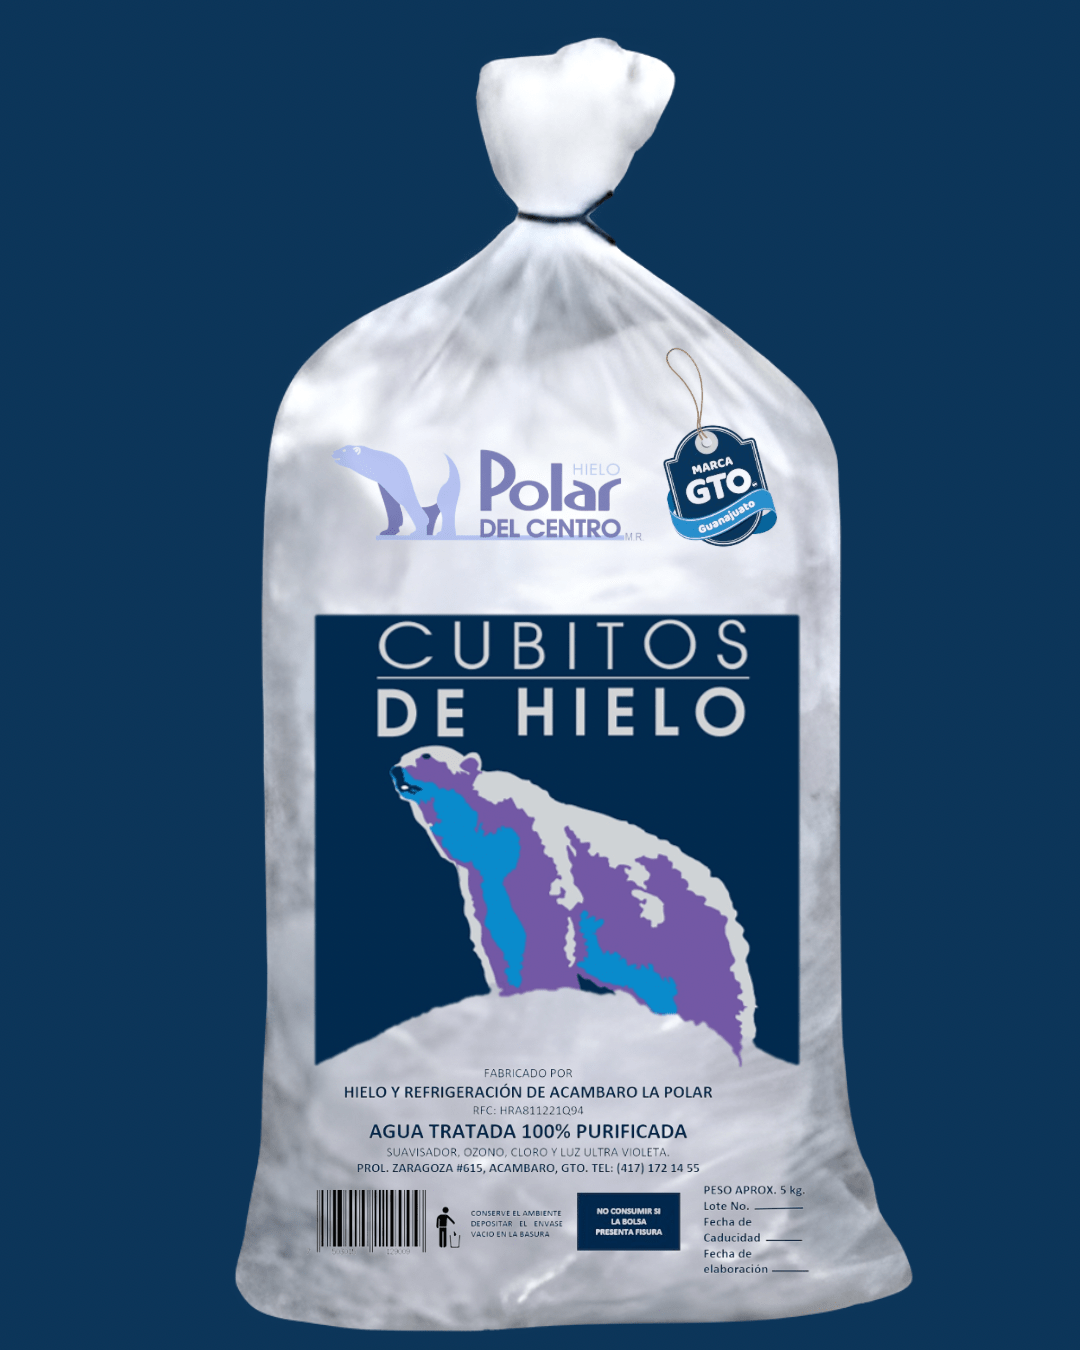 HIELO
Polar
DEL CENTRO M.R.
MARCA
GTO
Guanajuato
CUBITOS
DE HIELO
FABRICADO POR
HIELO Y REFRIGERACIÓN DE ACAMBARO LA POLAR
RFC: HRA811221Q94
AGUA TRATADA 100% PURIFICADA
SUAVISADOR, OZONO, CLORO Y LUZ ULTRA VIOLETA.
PROL. ZARAGOZA #615, ACAMBARO, GTO. TEL: (417) 172 14 55
CONSERVE EL AMBIENTE
DEPOSITAR EL ENVASE
VACIO EN LA BASURA
NO CONSUMIR SI
LA BOLSA
PRESENTA FISURA
PESO APROX. 5 kg.
Lote No.
Fecha de
Caducidad
Fecha de
elaboración